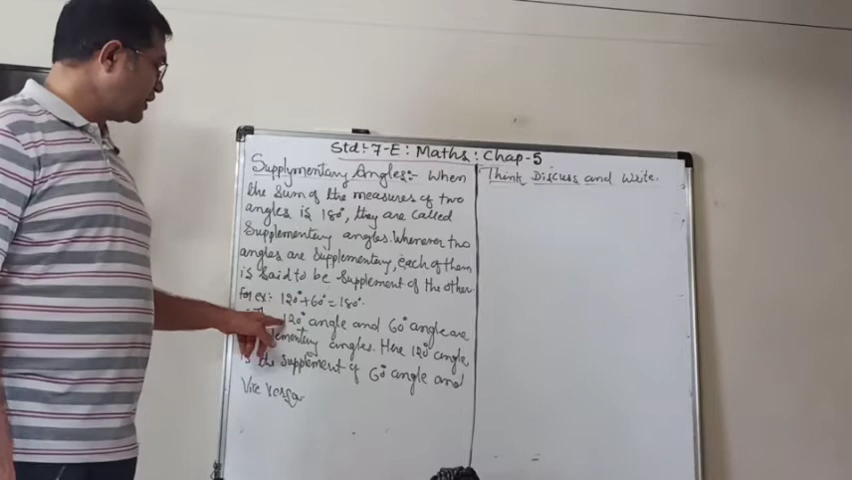 Std:-7-E: Maths: Chap-5
Supplymentary Angles:- When
the sum of the measures of two
angles is 180°, they are called
Supplementary angles. Whenever two
angles are Supplementary, each of them
is said to be Supplement of the other
For ex:- 120°+60°=180°.
120° angle and 60° angle are
angles. Here 120° angle
is the supplement of 60° angle and
Vice versa
Think Discuss and Write.